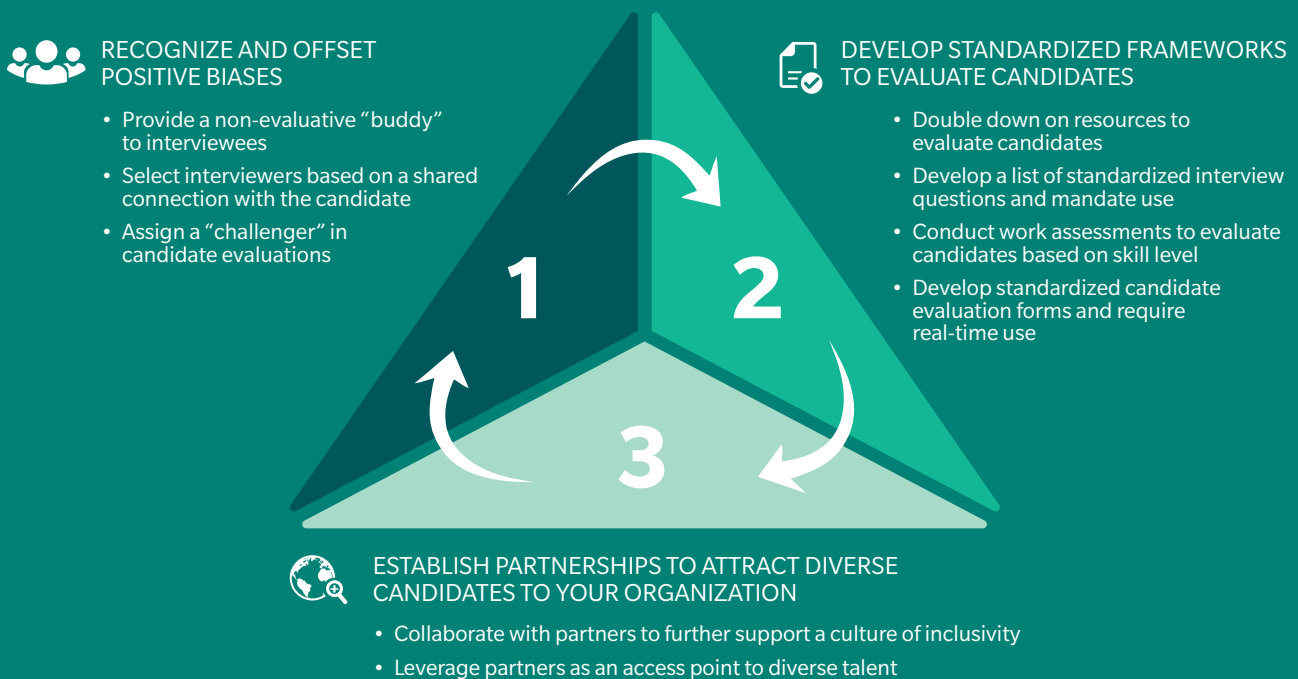 RECOGNIZE AND OFFSET
POSITIVE BIASES
• Provide a non-evaluative “buddy”
to interviewees
• Select interviewers based on a shared
connection with the candidate
• Assign a “challenger” in
candidate evaluations
1
DEVELOP STANDARDIZED FRAMEWORKS
TO EVALUATE CANDIDATES
• Double down on resources to
evaluate candidates
• Develop a list of standardized interview
questions and mandate use
• Conduct work assessments to evaluate
candidates based on skill level
• Develop standardized candidate
evaluation forms and require
real-time use
2
3
ESTABLISH PARTNERSHIPS TO ATTRACT DIVERSE
CANDIDATES TO YOUR ORGANIZATION
• Collaborate with partners to further support a culture of inclusivity
• Leverage partners as an access point to diverse talent